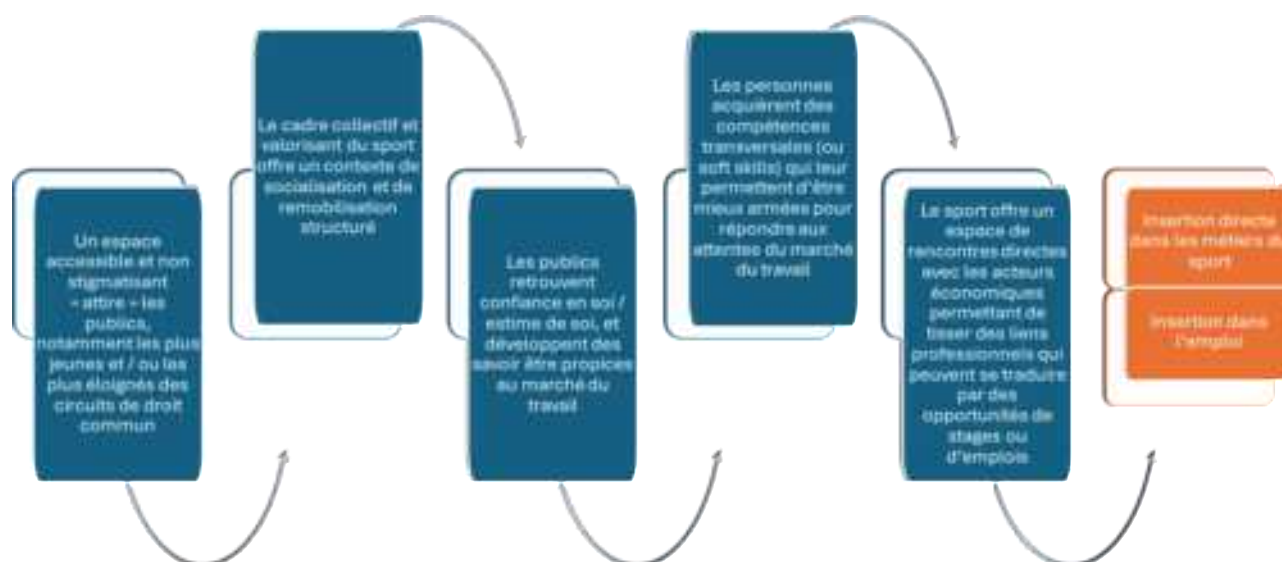 Un espace
accessible et non
stigmatisant
« attire » les
publics,
notamment les plus
jeunes et / ou les
plus éloignés des
circuits de droit
commun
Le cadre collectif et
valorisant du sport
offre un contexte de
socialisation et de
remobilisation
structuré
Les publics
retrouvent
confiance en soi /
estime de soi, et
développent des
savoir être propices
au marché du
travail
Les personnes
acquièrent des
compétences
transversales (ou
soft skills) qui leur
permettent d'être
mieux armées pour
répondre aux
attentes du marché
du travail
Le sport offre un
espace de
rencontres directes
avec les acteurs
économiques
permettant de
tisser des liens
professionnels qui
peuvent se traduire
par des
opportunités de
stages ou
d'emplois
Insertion directe
dans les métiers du
sport
Insertion dans
l'emploi